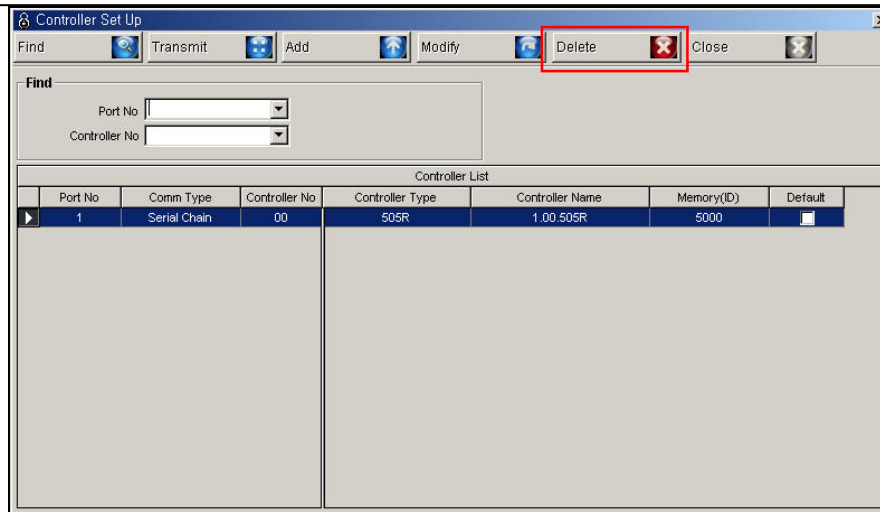 Controller Set Up
Find Transmit Add Modify Delete Close
Find
Port No
Controller No
Controller List
Port No Comm Type Controller No Controller Type Controller Name Memory(ID) Default
1 Serial Chain 00 505R 1.00.505R 5000